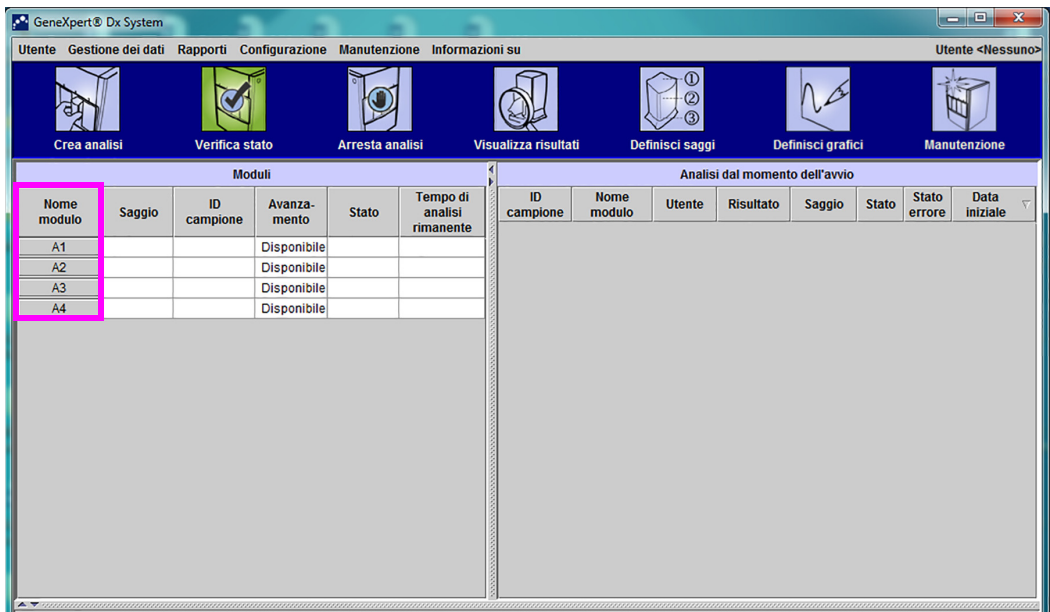 GeneXpert® Dx System
Utente Gestione dei dati Rapporti Configurazione Manutenzione Informazioni su Utente <Nessuno>
Crea analisi Verifica stato Arresta analisi Visualizza risultati Definisci saggi Definisci grafici Manutenzione
①
②
③
Moduli
Nome modulo Saggio ID campione Avanza-mento Stato Tempo di analisi rimanente
A1 Disponibile
A2 Disponibile
A3 Disponibile
A4 Disponibile
Analisi dal momento dell'avvio
ID campione Nome modulo Utente Risultato Saggio Stato Stato errore Data iniziale